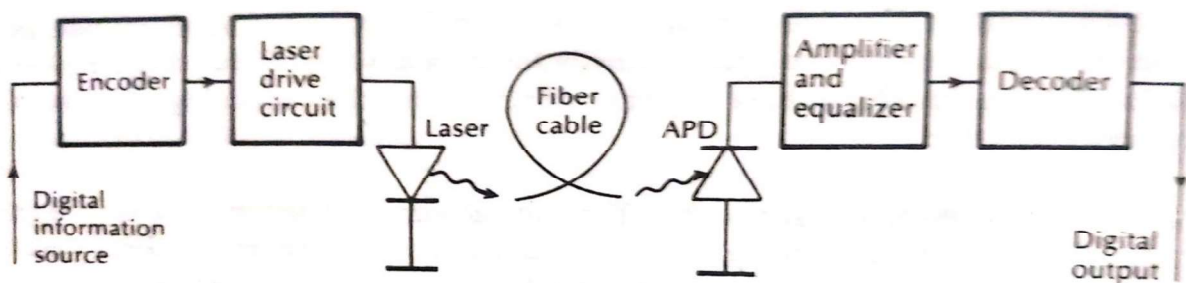 Encoder
Laser
drive
circuit
Laser
Fiber
cable
APD
Amplifier
and
equalizer
Decoder
Digital
information
source
Digital
output